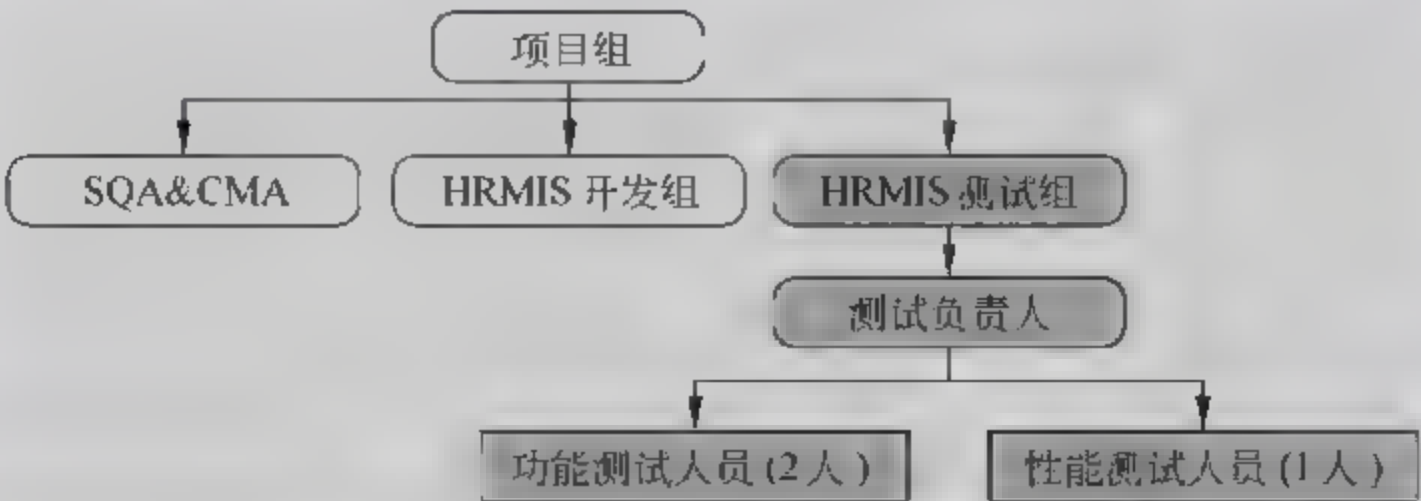 项目组
SQA&CMA
HRMIS 开发组
HRMIS 测试组
测试负责人
功能测试人员(2人)
性能测试人员(1人)